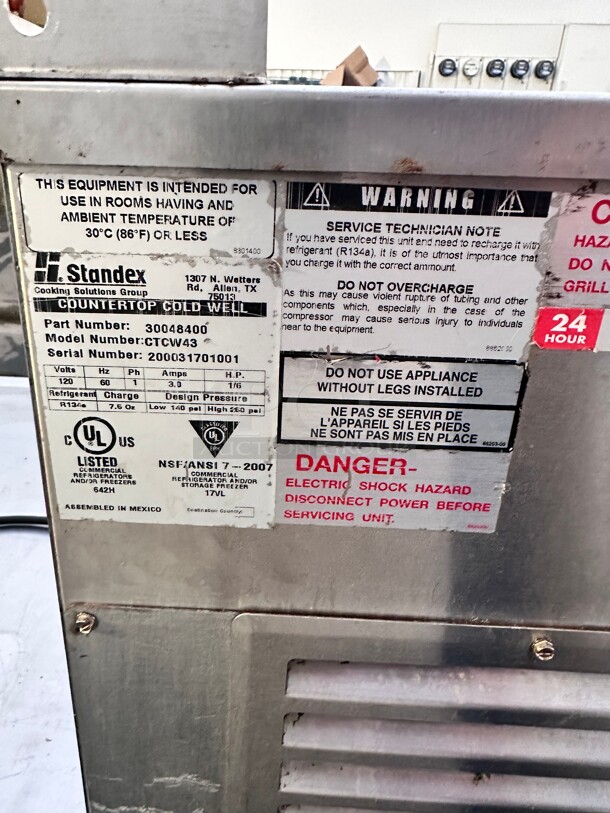 THIS EQUIPMENT IS INTENDED FOR
USE IN ROOMS HAVING AND
AMBIENT TEMPERATURE OF
30°C (86°F) OR LESS
Standex
Cooking Solutions Group
1307 N. Watters
Rd, Allen, TX
75013
COUNTERTOP COLD WELL
Part Number: 30048400
Model Number:CTCW43
Serial Number: 200031701001
Volts Hz Ph Amps H.P.
120 60 1 3.0 1/6
Refrigerant Charge Design Pressure
R134a 7.6 Oz Low 140 psi High 260 psi
C UL US
LISTED
COMMERCIAL
REFRIGERATORS
AND/OR FREEZERS
642H
UL
NSF/ANSI 7-2007
COMMERCIAL
REFRIGERATOR AND/OR
STORAGE FREEZER
17VL
ASSEMBLED IN MEXICO
WARNING
SERVICE TECHNICIAN NOTE
If you have serviced this unit and need to recharge it with
refrigerant (R134a). It is of the utmost importance that
you charge it with the correct ammount.
DO NOT OVERCHARGE
As this may cause violent rupture of tubing and other
components which, especially in the case of the
compressor may cause serious injury to individuals
near to the equipment.
DO NOT USE APPLIANCE
WITHOUT LEGS INSTALLED
NE PAS SE SERVIR DE
L'APPAREIL SI LES PIEDS
NE SONT PAS MIS EN PLACE
DANGER-
ELECTRIC SHOCK HAZARD
DISCONNECT POWER BEFORE
SERVICING UNIT.
C
HAZA
DO N
GRILL
24
HOUR